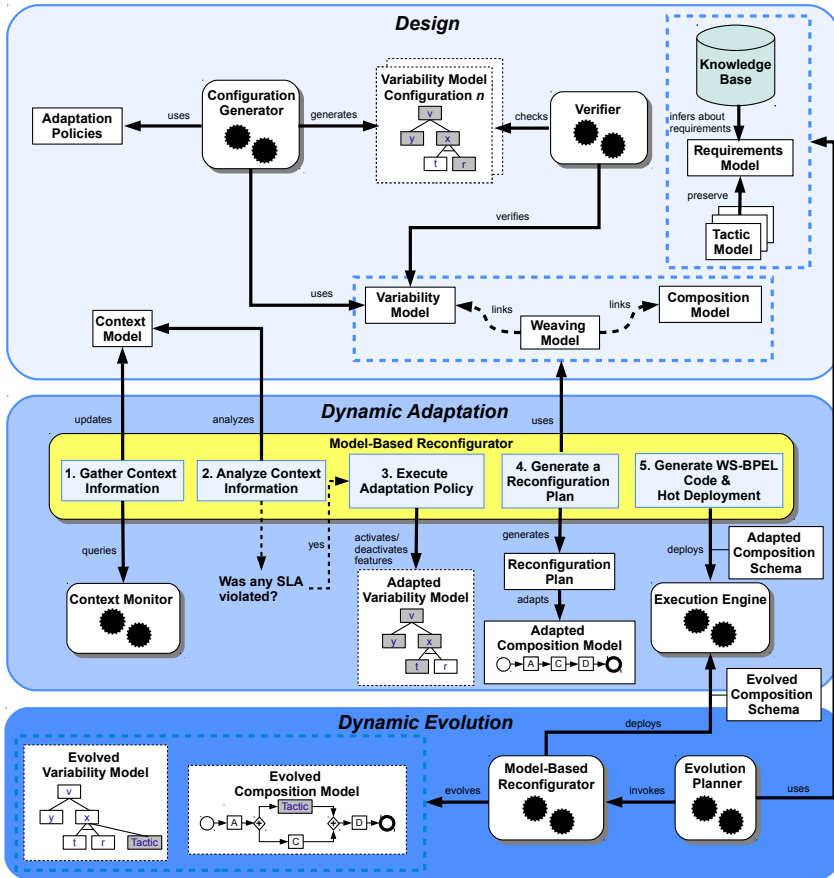 Design
Configuration
Generator
Variability Model
Configuration n
v
y
x
t
r
Verifier
Knowledge
Base
Adaptation
Policies
uses
generates
checks
infers about
requirements
Requirements
Model
preserve
Tactic
Model
verifies
uses
Variability
Model
links
Weaving
Model
links
Composition
Model
Context
Model
updates
analyzes
uses
Dynamic Adaptation
Model-Based Reconfigurator
1. Gather Context
Information
2. Analyze Context
Information
3. Execute
Adaptation Policy
4. Generate a
Reconfiguration
Plan
5. Generate WS-BPEL
Code &
Hot Deployment
queries
yes
activates/
deactivates
features
generates
deploys
Adapted
Composition
Schema
Was any SLA
violated?
Reconfiguration
Plan
adapts
Context Monitor
Adapted
Variability Model
v
y
x
t
r
Adapted
Composition Model
A
C
D
Execution Engine
Evolved
Composition
Schema
deploys
Dynamic Evolution
Evolved
Variability Model
v
y
x
t
r
Tactic
Evolved
Composition Model
A
Tactic
C
D
evolves
Model-Based
Reconfigurator
invokes
Evolution
Planner
uses